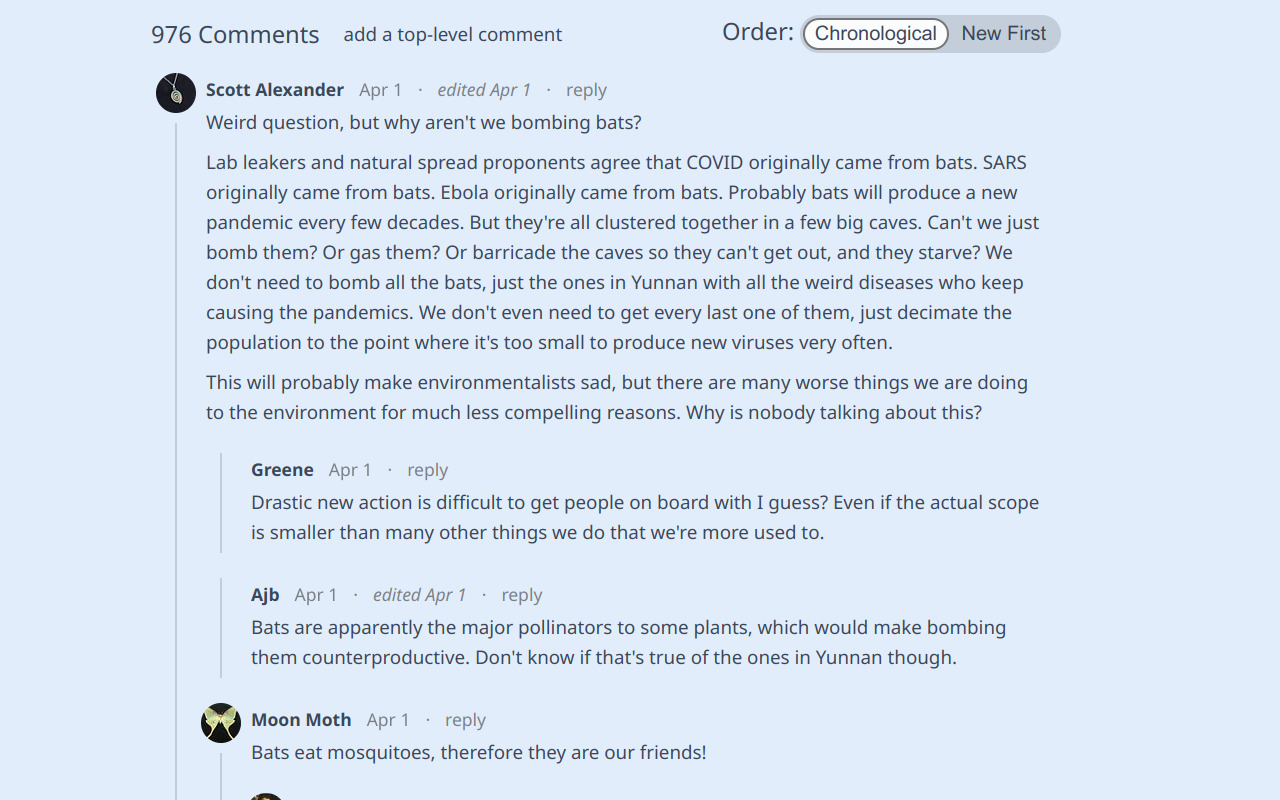 976 Comments add a top-level comment Order: Chronological New First
Scott Alexander Apr 1 · edited Apr 1 · reply
Weird question, but why aren't we bombing bats?
Lab leakers and natural spread proponents agree that COVID originally came from bats. SARS
originally came from bats. Ebola originally came from bats. Probably bats will produce a new
pandemic every few decades. But they're all clustered together in a few big caves. Can't we just
bomb them? Or gas them? Or barricade the caves so they can't get out, and they starve? We
don't need to bomb all the bats, just the ones in Yunnan with all the weird diseases who keep
causing the pandemics. We don't even need to get every last one of them, just decimate the
population to the point where it's too small to produce new viruses very often.
This will probably make environmentalists sad, but there are many worse things we are doing
to the environment for much less compelling reasons. Why is nobody talking about this?
Greene Apr 1 · reply
Drastic new action is difficult to get people on board with I guess? Even if the actual scope
is smaller than many other things we do that we're more used to.
Ajb Apr 1 · edited Apr 1 · reply
Bats are apparently the major pollinators to some plants, which would make bombing
them counterproductive. Don't know if that's true of the ones in Yunnan though.
Moon Moth Apr 1 · reply
Bats eat mosquitoes, therefore they are our friends!